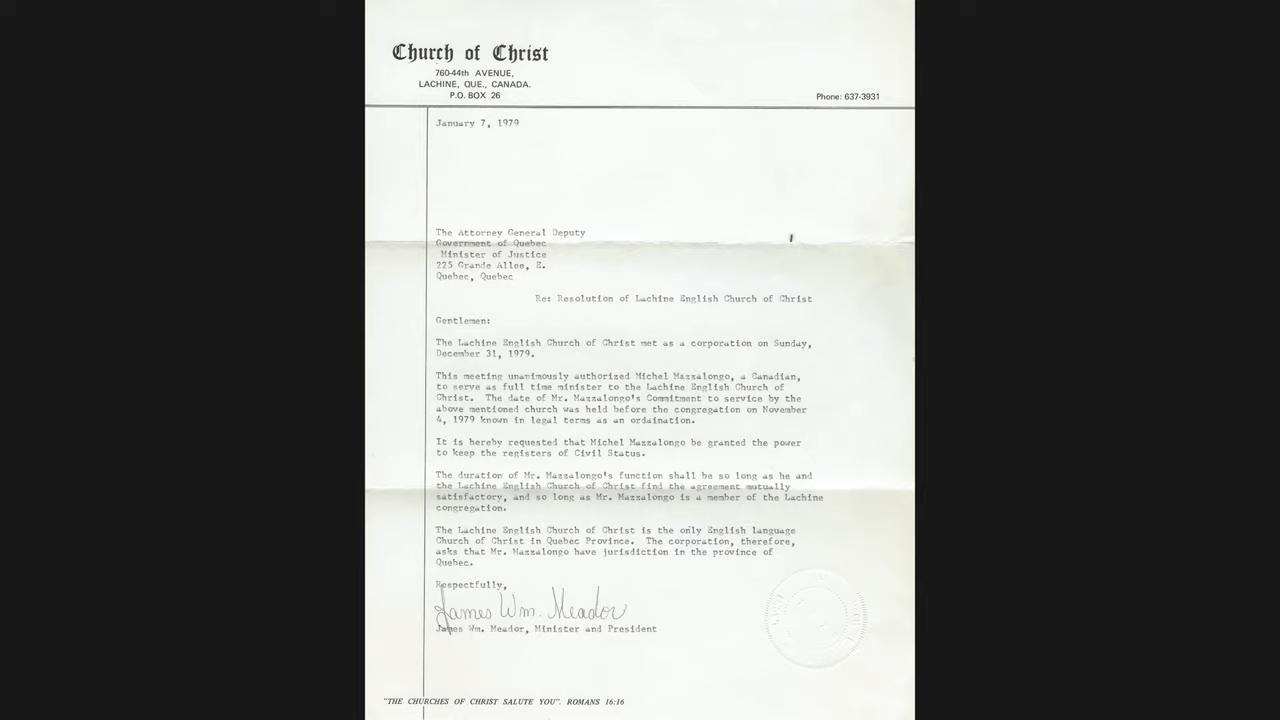 Church of Christ
760-44th AVENUE,
LACHINE, QUE., CANADA.
P.O. BOX 26
Phone: 637-3931
January 7, 1979
The Attorney General Deputy
Government of Quebec
Minister of Justice
225 Grande Allee, E.
Quebec, Quebec
Re: Resolution of Lachine English Church of Christ
Gentlemen:
The Lachine English Church of Christ met as a corporation on Sunday,
December 31, 1979.
This meeting unanimously authorized Michel Mazzalongo, a Canadian,
to serve as full time minister to the Lachine English Church of
Christ. The date of Mr. Mazzalongo's Commitment to service by the
above mentioned church was held before the congregation on November
4, 1979 known in legal terms as an ordaination.
It is hereby requested that Michel Mazzalongo be granted the power
to keep the registers of Civil Status.
The duration of Mr. Mazzalongo's function shall be so long as he and
the Lachine English Church of Christ find the agreement mutually
satisfactory, and so long as Mr. Mazzalongo is a member of the Lachine
congregation.
The Lachine English Church of Christ is the only English language
Church of Christ in Quebec Province. The corporation, therefore,
asks that Mr. Mazzalongo have jurisdiction in the province of
Quebec.
Respectfully,
James Wm. Meador
James Wm. Meador, Minister and President
"THE CHURCHES OF CHRIST SALUTE YOU". ROMANS 16:16